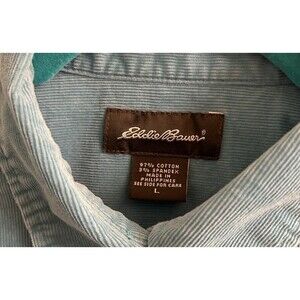 Eddie Bauer®
97% COTTON
3% SPANDEX
MADE IN
PHILIPPINES
SEE SIDE FOR CARE
L